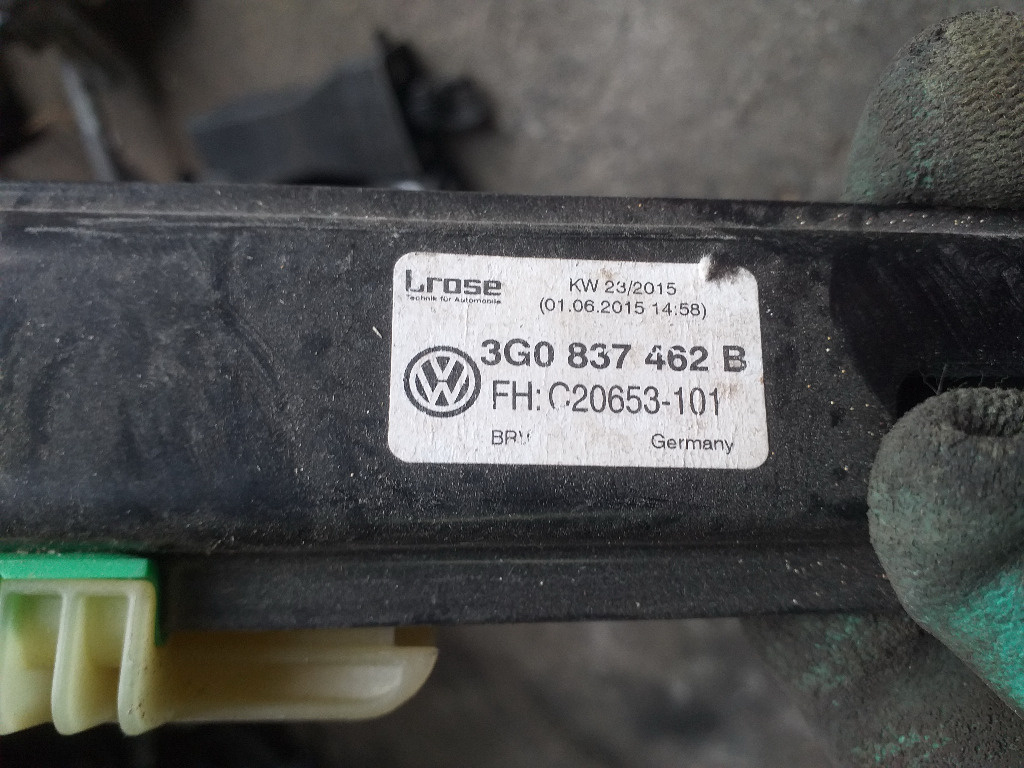 brose
Technik für Automobile
KW 23/2015
(01.06.2015 14:58)
3G0 837 462 B
FH: C20653-101
Germany